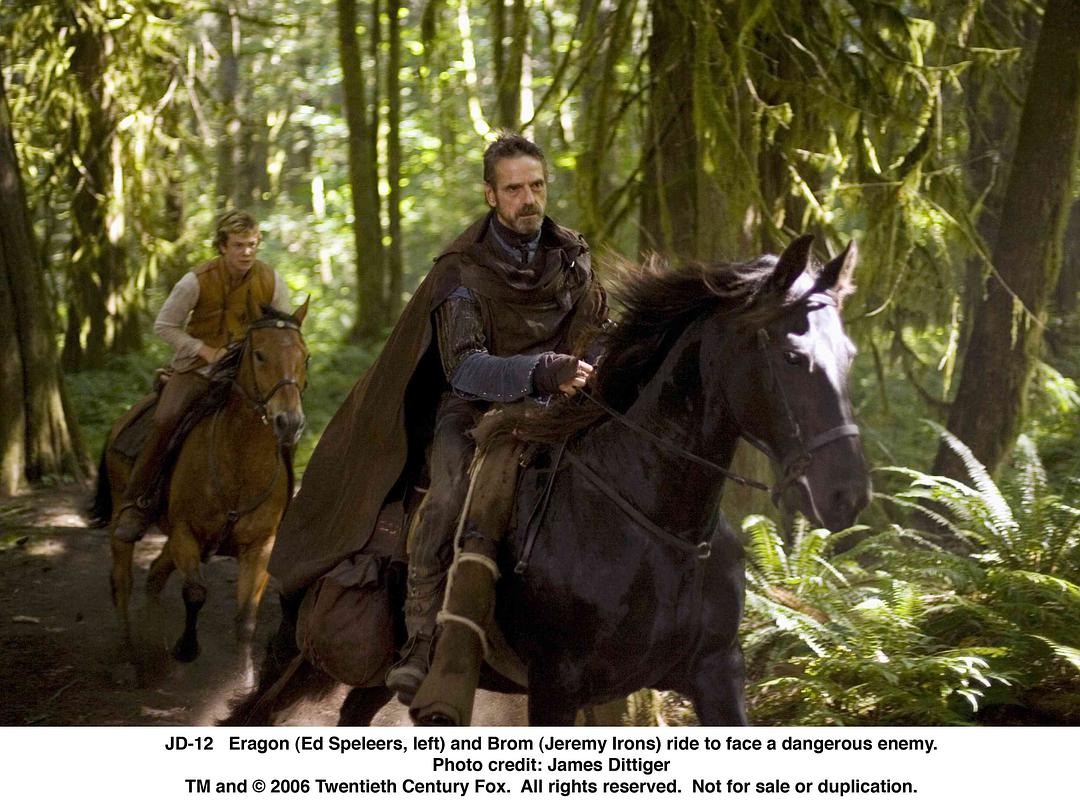 JD-12 Eragon (Ed Speleers, left) and Brom (Jeremy Irons) ride to face a dangerous enemy.
Photo credit: James Dittiger
TM and © 2006 Twentieth Century Fox. All rights reserved. Not for sale or duplication.